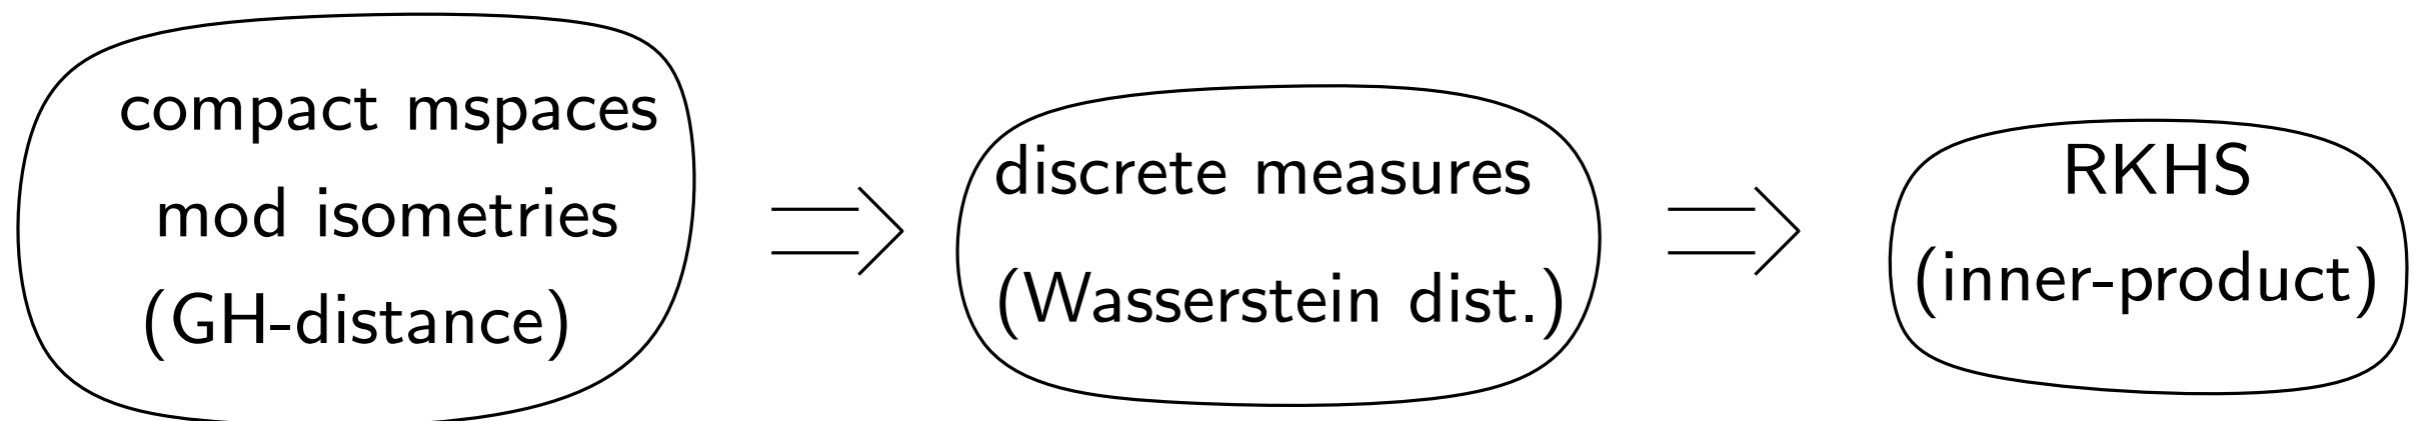 compact mspaces
mod isometries
(GH-distance)
discrete measures
(Wasserstein dist.)
RKHS
(inner-product)